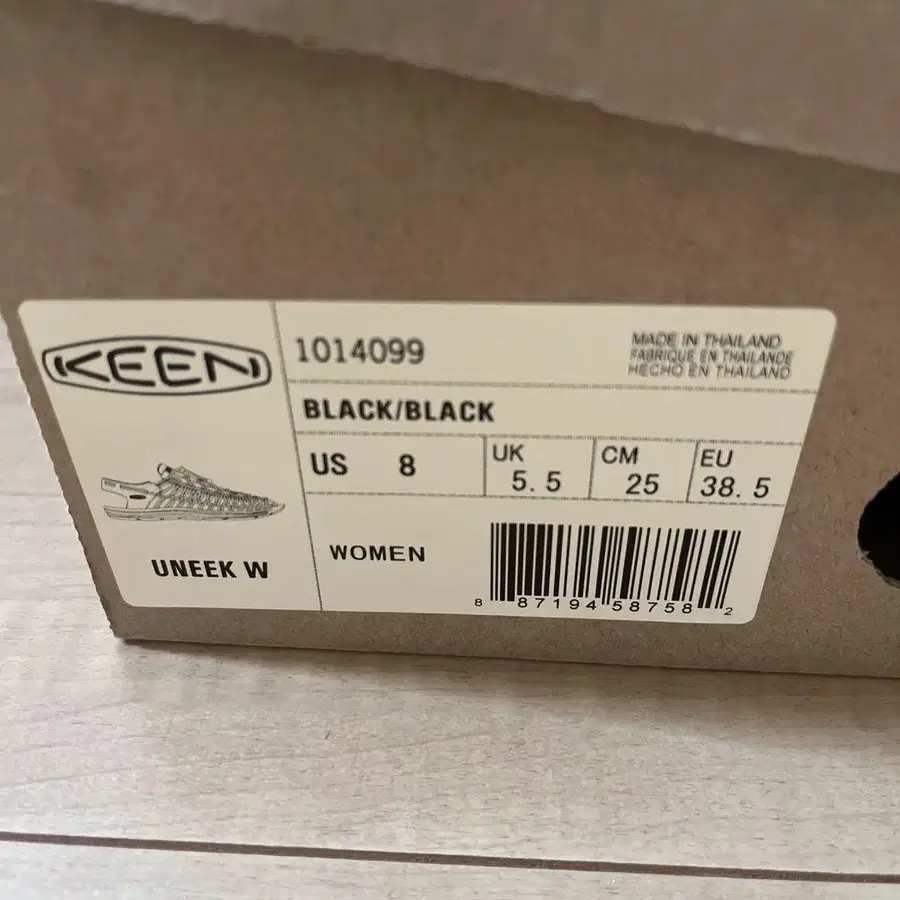 KEEN
1014099
MADE IN THAILAND
FABRIQUE EN THAILANDE
HECHO EN THAILAND
BLACK/BLACK
US 8
UK 5.5
CM 25
EU 38.5
UNEEK W
WOMEN
8 87194 58758 2